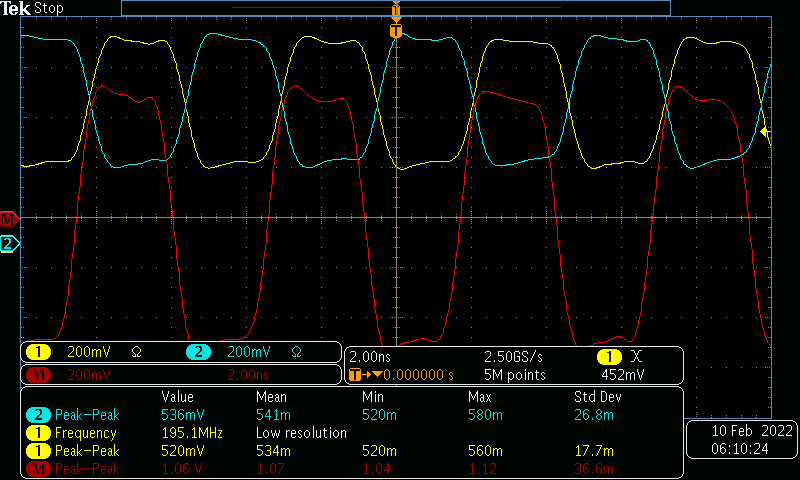 Tek Stop
T
T
M
2
1 200mV Ω 2 200mV Ω
M 200mV 2.00ns
2.00ns 2.50GS/s 1
T→▼0.000000 s 5M points 452mV
Value Mean Min Max Std Dev
2 Peak–Peak 536mV 541m 520m 580m 26.8m
1 Frequency 195.1MHz Low resolution
1 Peak–Peak 520mV 534m 520m 560m 17.7m
M Peak–Peak 1.06 V 1.07 1.04 1.12 36.6m
10 Feb 2022
06:10:24